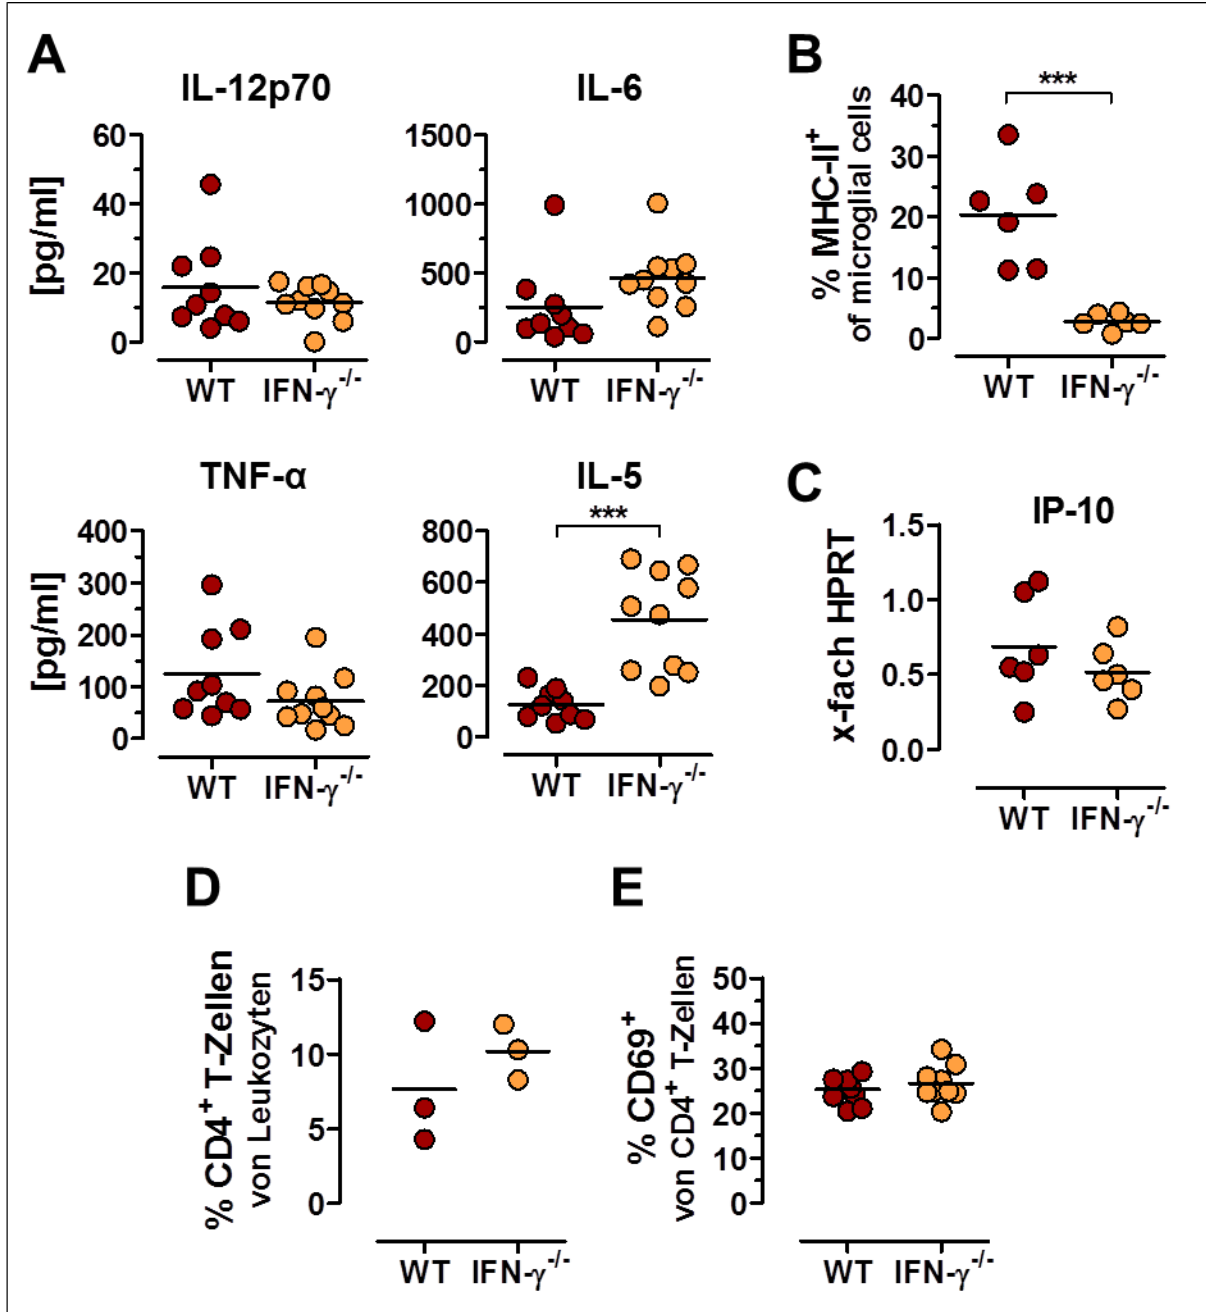 A
IL-12p70
[pg/ml]
60
40
20
0
WT IFN-γ-/-
IL-6
1500
1000
500
0
WT IFN-γ-/-
B
% MHC-II+
of microglial cells
***
40
30
20
10
0
WT IFN-γ-/-
TNF-α
[pg/ml]
400
300
200
100
0
WT IFN-γ-/-
IL-5
***
800
600
400
200
0
WT IFN-γ-/-
C
IP-10
x-fach HPRT
1.5
1.0
0.5
0.0
WT IFN-γ-/-
D
% CD4+ T-Zellen
von Leukozyten
15
10
5
0
WT IFN-γ-/-
E
% CD69+
von CD4+ T-Zellen
50
40
30
20
10
0
WT IFN-γ-/-